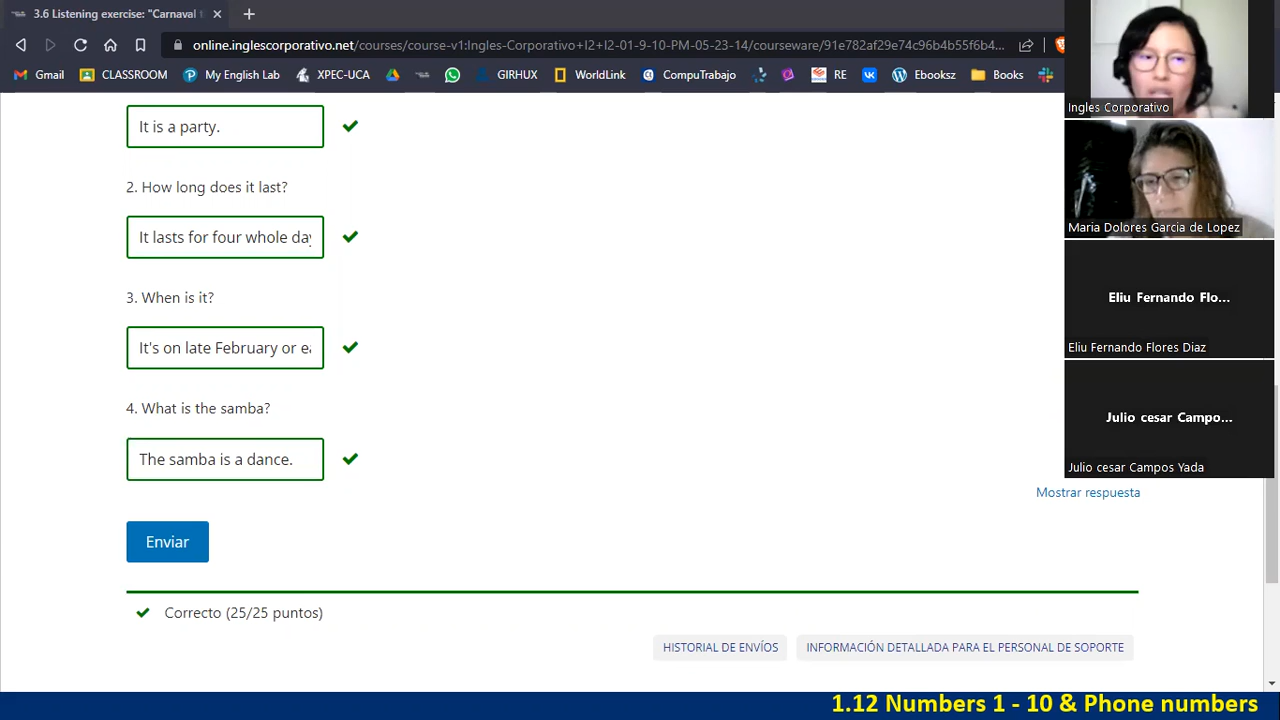 3.6 Listening exercise: "Carnaval
online.inglescorporativo.net/courses/course-v1:Ingles-Corporativo+I2+I2-01-9-10-PM-05-23-14/courseware/91e782af29e74c96b4b55f6b4...
Gmail CLASSROOM My English Lab XPEC-UCA GIRHUX WorldLink CompuTrabajo RE Ebooksz Books
Ingles Corporativo
It is a party.
2. How long does it last?
Maria Dolores Garcia de Lopez
It lasts for four whole day
3. When is it?
Eliu Fernando Flo...
Eliu Fernando Flores Diaz
It's on late February or ea
4. What is the samba?
Julio cesar Campo...
The samba is a dance.
Julio cesar Campos Yada
Mostrar respuesta
Enviar
Correcto (25/25 puntos)
HISTORIAL DE ENVÍOS INFORMACIÓN DETALLADA PARA EL PERSONAL DE SOPORTE
1.12 Numbers 1 - 10 & Phone numbers